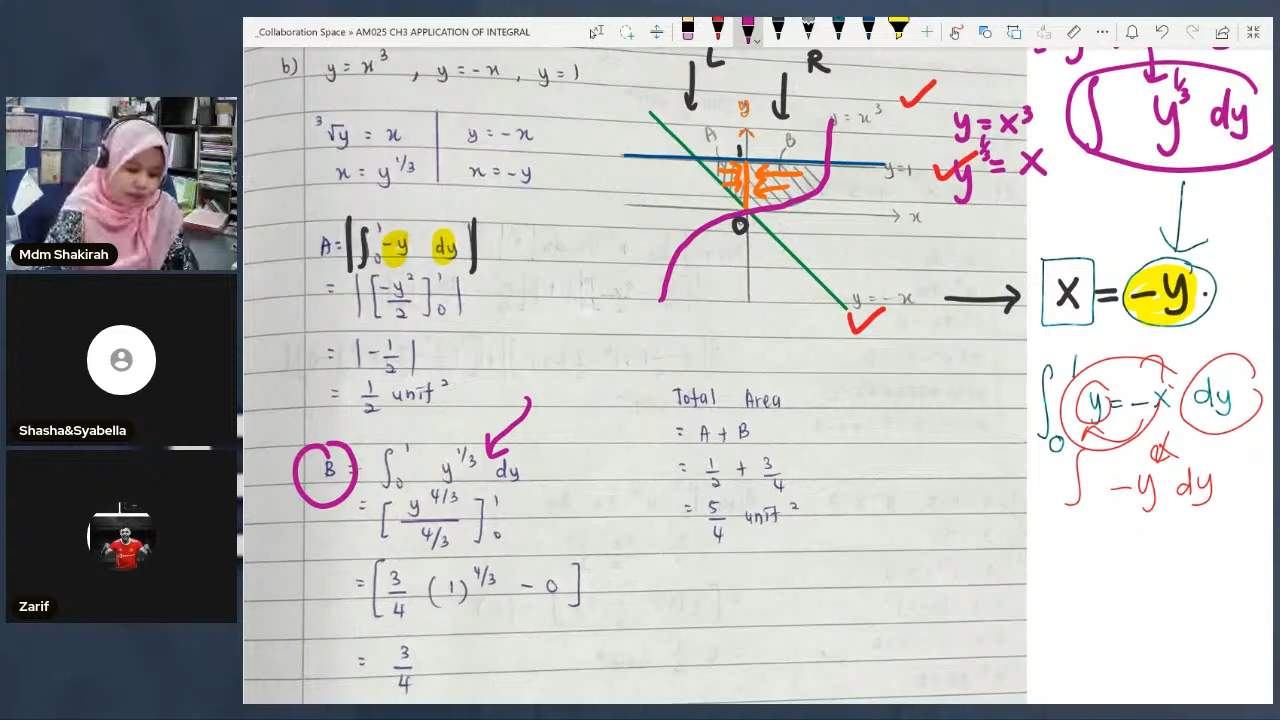 _Collaboration Space » AM025 CH3 APPLICATION OF INTEGRAL
b) y = x³ , y = -x , y = 1
³√y = x
x = y^1/3
y = -x
x = -y
A = |∫₀¹ -y dy|
= |[-y²/2]₀¹|
= |-1/2|
= 1/2 unit²
B = ∫₀¹ y^1/3 dy
= [y^4/3 / 4/3]₀¹
= [3/4 (1)^4/3 - 0]
= 3/4
L
R
y
A
1
B
y = x³
y=1
x
0
y = -x
Total Area
= A + B
= 1/2 + 3/4
= 5/4 unit²
y = x³
y^1/3 = x
∫ y^1/3 dy
x = -y
∫₀¹ y = -x dy
∫ -y dy
Mdm Shakirah
Shasha&Syabella
Zarif